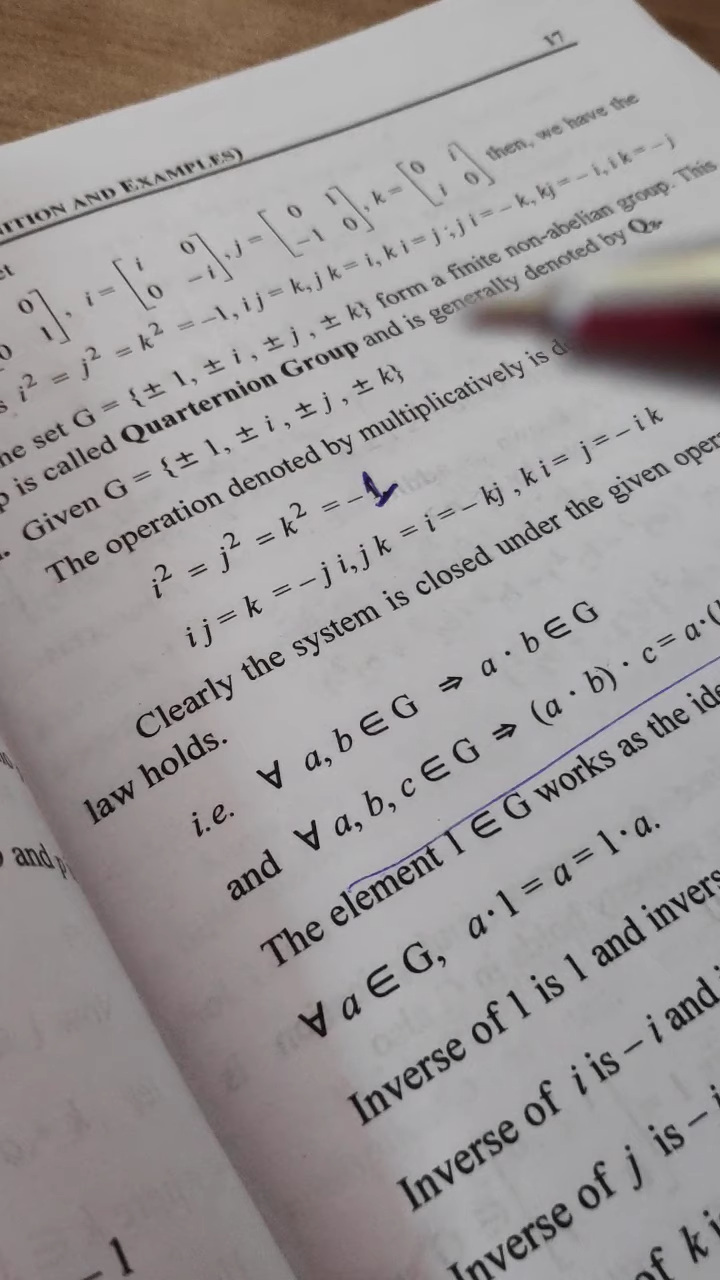 17
ITION AND EXAMPLES)
et
0 0
0 1], i = [i 0 0 -i], j = [0 1 -1 0], k = [0 i i 0] then, we have the
s i² = j² = k² = -1, i j = k, j k = i, k i = j ; j i = - k, kj = - i, i k = - j
he set G = {± 1, ± i , ± j , ± k} form a finite non-abelian group. This
p is called Quarternion Group and is generally denoted by Q₈.
. Given G = {± 1, ± i , ± j , ± k}
The operation denoted by multiplicatively is d
i² = j² = k² = -1
i j = k = - j i, j k = i = - kj , k i = j = - i k
Clearly the system is closed under the given oper
law holds.
i.e. ∀ a, b ∈ G ⇒ a · b ∈ G
and ∀ a, b, c ∈ G ⇒ (a · b) · c = a · (
The element 1 ∈ G works as the ide
∀ a ∈ G, a · 1 = a = 1 · a.
Inverse of 1 is 1 and invers
Inverse of i is - i and
Inverse of j is - j
of k i
and p
- 1